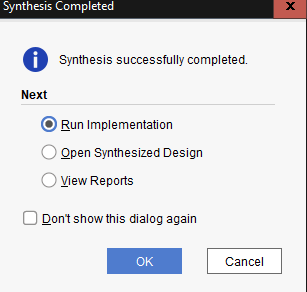 Synthesis Completed
X
i
Synthesis successfully completed.
Next
Run Implementation
Open Synthesized Design
View Reports
Don't show this dialog again
OK Cancel